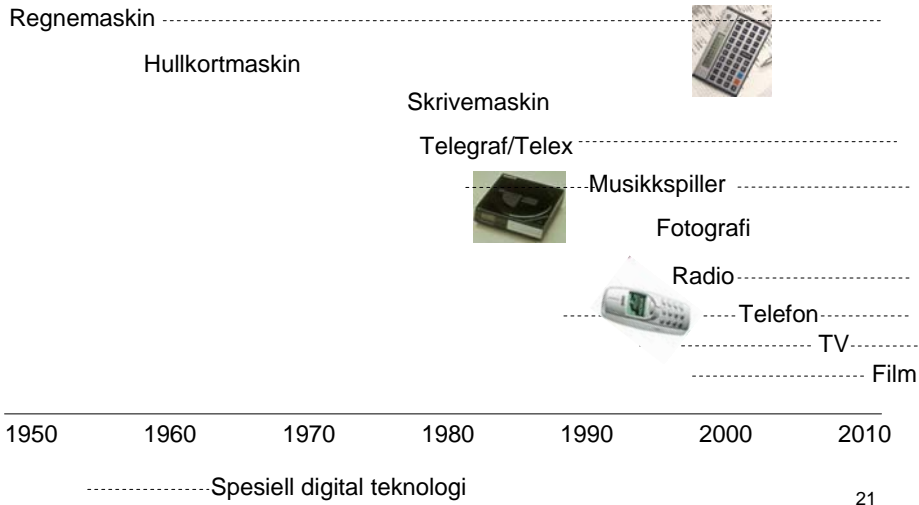 Regnemaskin
Hullkortmaskin
Skrivemaskin
Telegraf/Telex
Musikkspiller
Fotografi
Radio
Telefon
TV
Film
1950 1960 1970 1980 1990 2000 2010
Spesiell digital teknologi
21